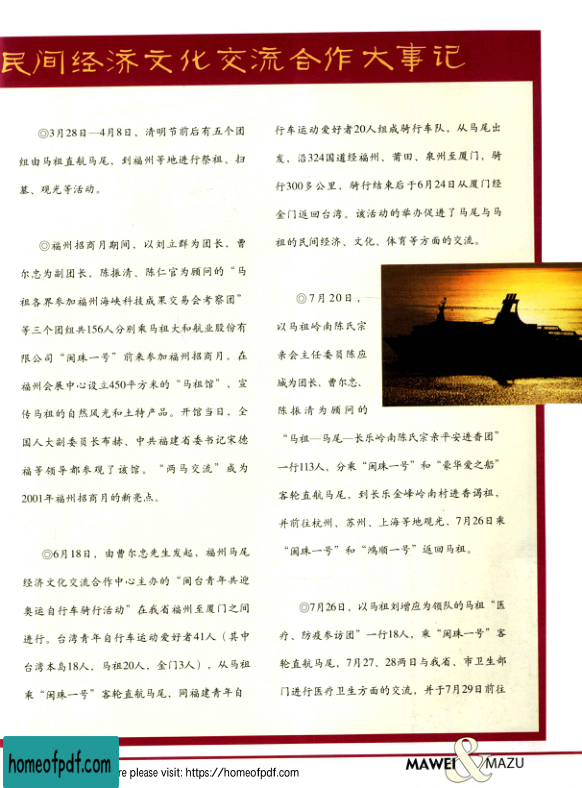 民间经济文化交流合作大事记
◎3月28日—4月8日，清明节前后有五个团
组由马祖直航马尾，到福州等地进行祭祖、扫
墓、观光等活动。
◎福州招商月期间，以刘立群为团长，曹
尔忠为副团长，陈振清、陈仁官为顾问的“马
祖各界参加福州海峡科技成果交易会考察团”
等三个团组共156人分别乘马祖大和航业股份有
限公司“闽珠一号”前来参加福州招商月，在
福州会展中心设立450平方米的“马祖馆”，宣
传马祖的自然风光和土特产品。开馆当日，全
国人大副委员长布赫、中共福建省委书记宋德
福等领导都参观了该馆。“两马交流”成为
2001年福州招商月的新亮点。
◎6月18日，由曹尔忠先生发起，福州马尾
经济文化交流合作中心主办的“闽台青年共迎
奥运自行车骑行活动”在我省福州至厦门之间
进行。台湾青年自行车运动爱好者41人（其中
台湾本岛18人，马祖20人，金门3人），从马祖
乘“闽珠一号”客轮直航马尾，同福建青年自
行车运动爱好者20人组成骑行车队，从马尾出
发，沿324国道经福州、莆田、泉州至厦门，骑
行300多公里，骑行结束后于6月24日从厦门经
金门返回台湾。该活动的举办促进了马尾与马
祖的民间经济、文化、体育等方面的交流。
◎7月20日，
以马祖岭南陈氏宗
亲会主任委员陈应
城为团长，曹尔忠、
陈振清为顾问的
“马祖—马尾—长乐岭南陈氏宗亲平安进香团”
一行113人，分乘“闽珠一号”和“豪华爱之船”
客轮直航马尾，到长乐金峰岭南村进香谒祖，
并前往杭州、苏州、上海等地观光，7月26日乘
“闽珠一号”和“鸿顺一号”返回马祖。
◎7月26日，以马祖刘增应为领队的马祖“医
疗、防疫参访团”一行18人，乘“闽珠一号”客
轮直航马尾，7月27、28两日与我省、市卫生部
门进行医疗卫生方面的交流，并于7月29日前往
MAWEI & MAZU
homeofpdf.com
re please visit: https://homeofpdf.com